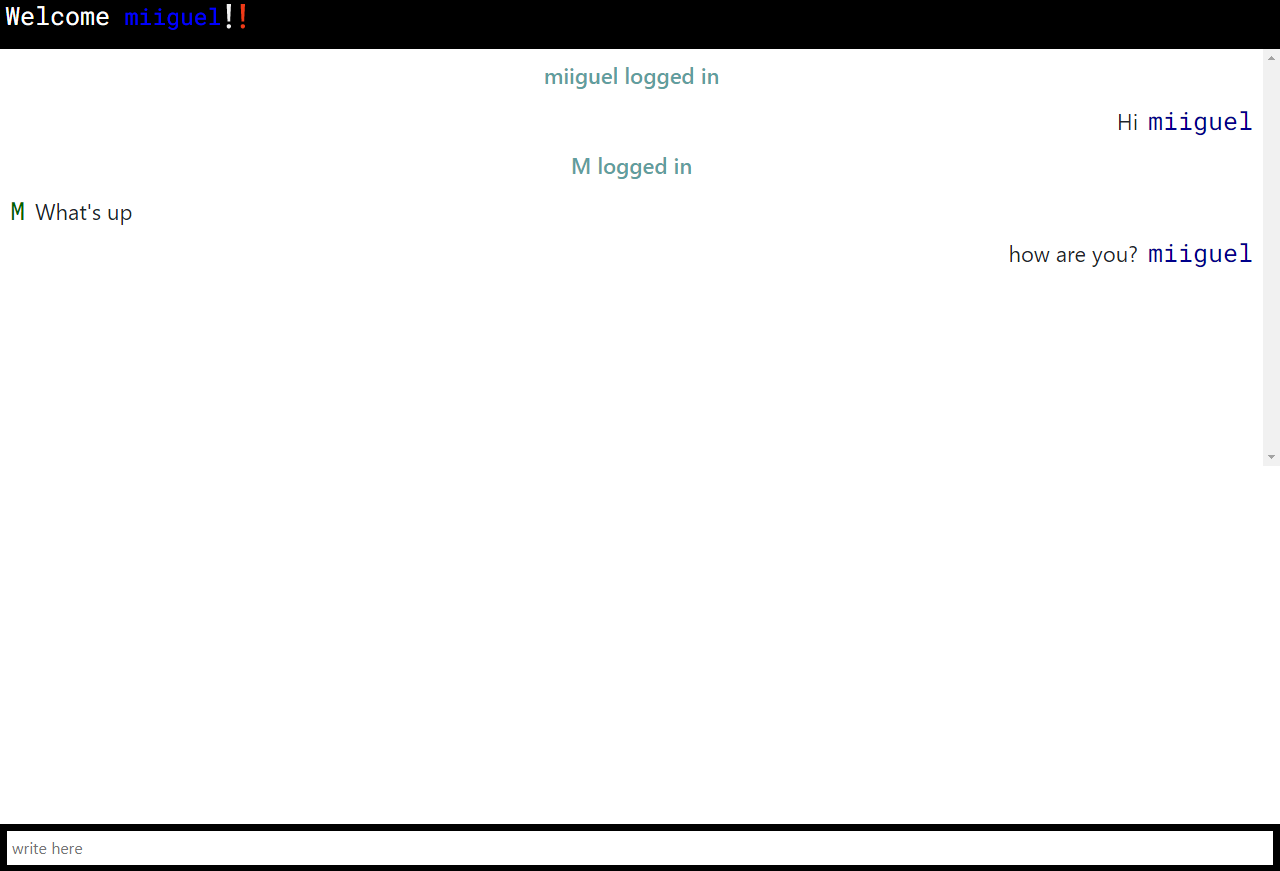 Welcome miiguel!!
miiguel logged in
Hi miiguel
M logged in
M What's up
how are you? miiguel
write here